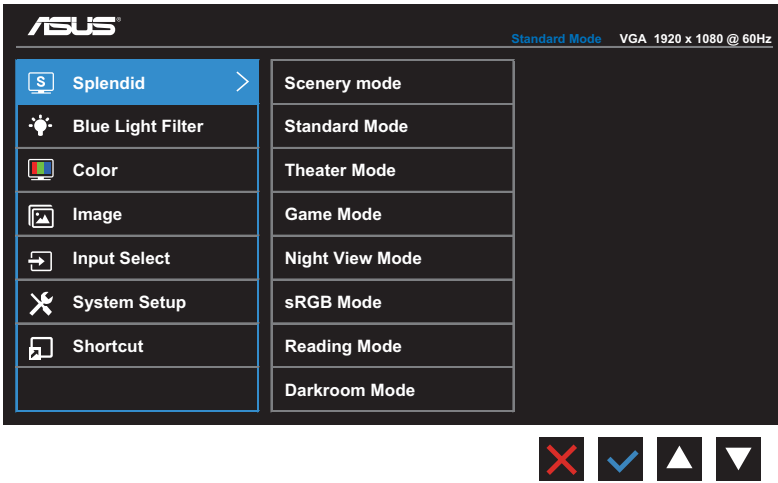 ASUS
Standard Mode VGA 1920 x 1080 @ 60Hz
S Splendid
Blue Light Filter
Color
Image
Input Select
System Setup
Shortcut
Scenery mode
Standard Mode
Theater Mode
Game Mode
Night View Mode
sRGB Mode
Reading Mode
Darkroom Mode